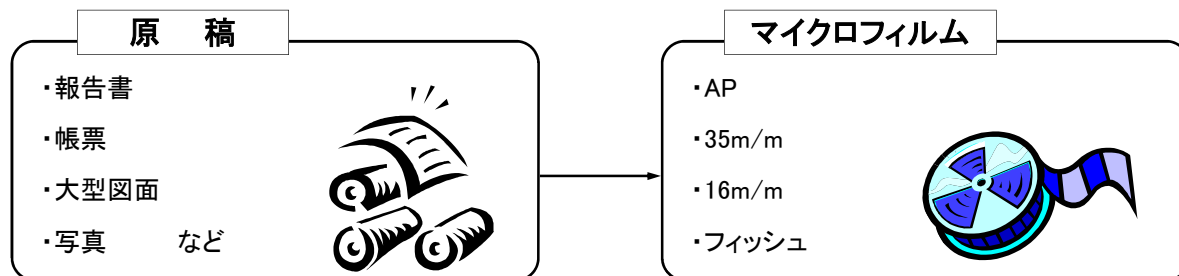 原　稿
・報告書
・帳票
・大型図面
・写真　　　など
マイクロフィルム
・AP
・35m/m
・16m/m
・フィッシュ